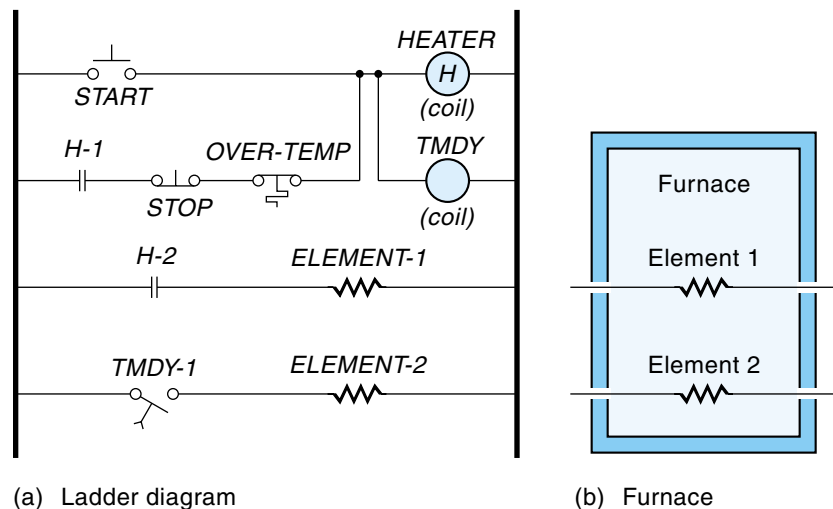 HEATER
H
START
(coil)
H-1
OVER-TEMP
TMDY
STOP
(coil)
H-2
ELEMENT-1
TMDY-1
ELEMENT-2
Furnace
Element 1
Element 2
(a) Ladder diagram
(b) Furnace